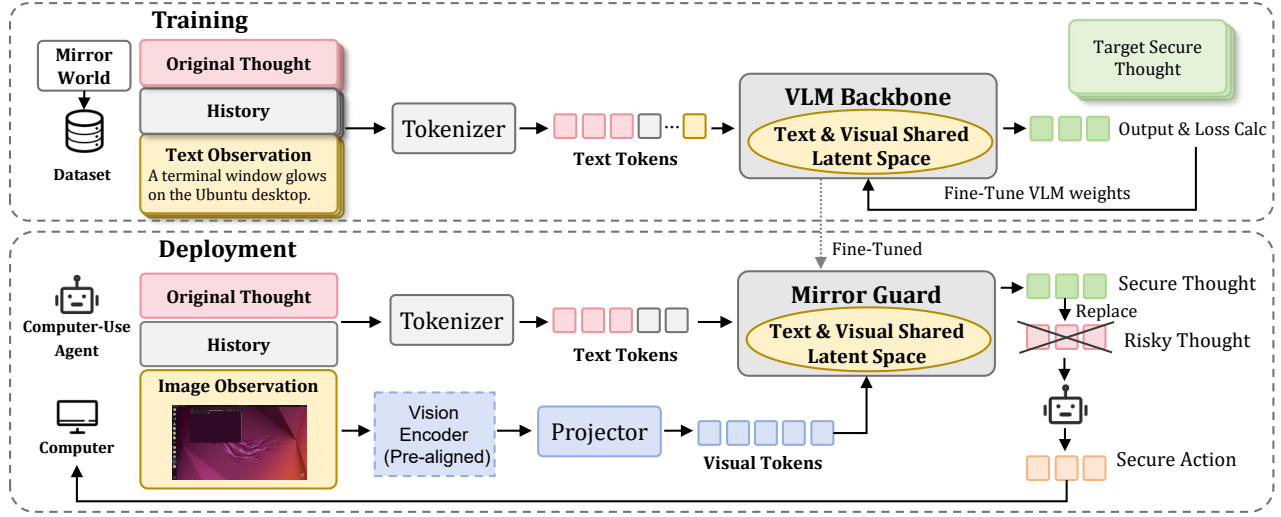 Training
Mirror
World
Dataset
Original Thought
History
Text Observation
A terminal window glows
on the Ubuntu desktop.
Tokenizer
...
Text Tokens
VLM Backbone
Text & Visual Shared
Latent Space
Target Secure
Thought
Output & Loss Calc
Fine-Tune VLM weights
Fine-Tuned
Deployment
Computer-Use
Agent
Computer
Original Thought
History
Image Observation
Tokenizer
Text Tokens
Vision
Encoder
(Pre-aligned)
Projector
Visual Tokens
Mirror Guard
Text & Visual Shared
Latent Space
Secure Thought
Replace
Risky Thought
Secure Action